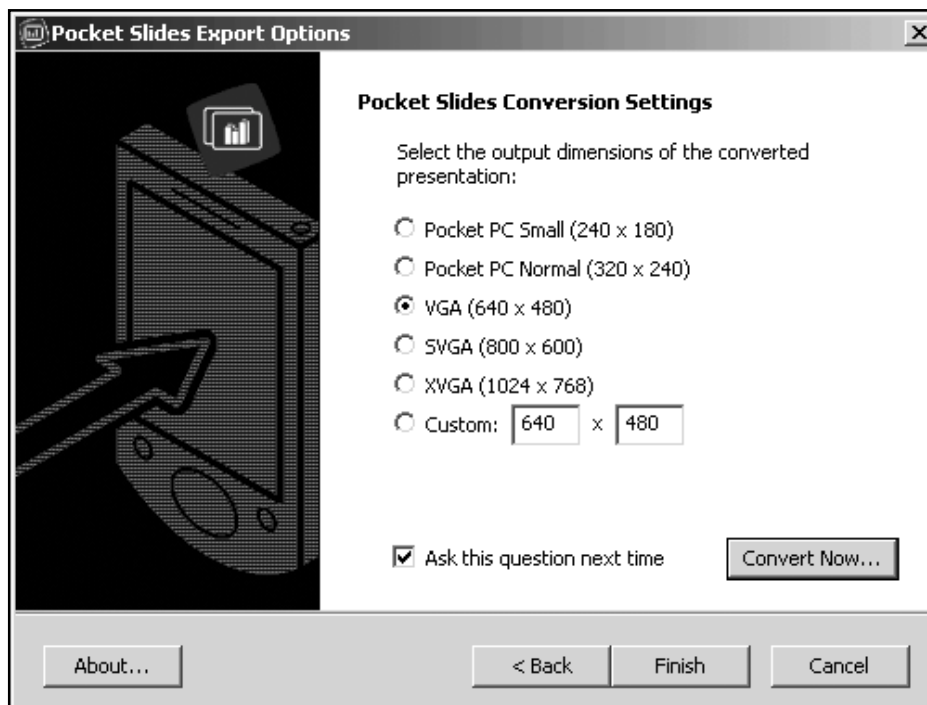 Pocket Slides Export Options
Pocket Slides Conversion Settings
Select the output dimensions of the converted
presentation:
Pocket PC Small (240 x 180)
Pocket PC Normal (320 x 240)
VGA (640 x 480)
SVGA (800 x 600)
XVGA (1024 x 768)
Custom: 640 x 480
Ask this question next time Convert Now...
About... < Back Finish Cancel